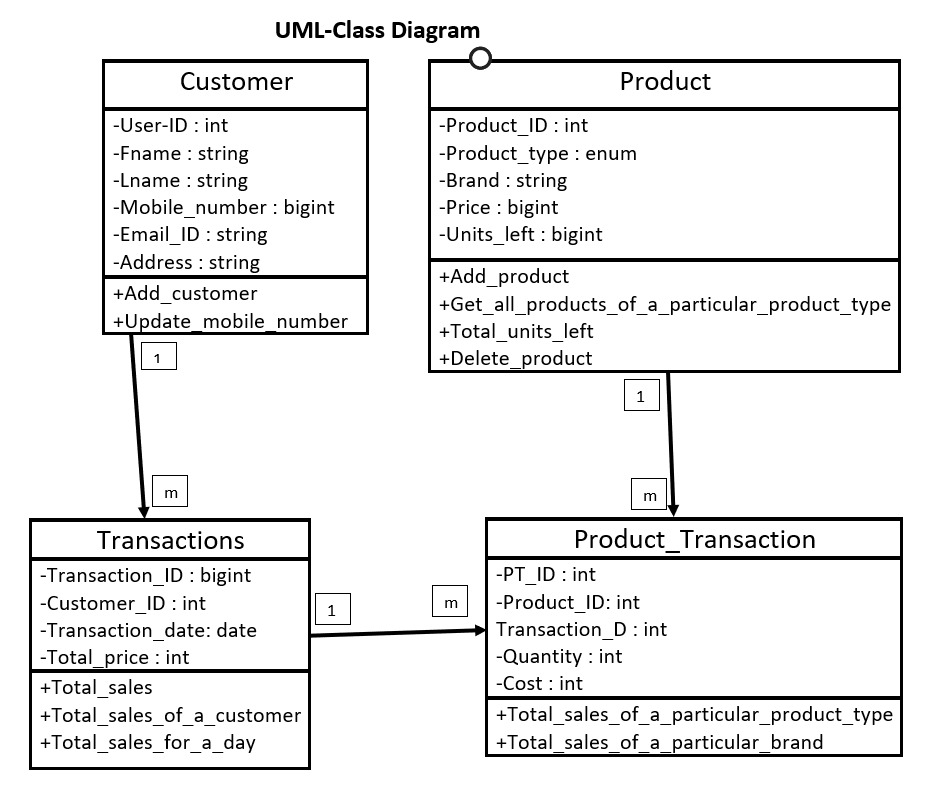 UML-Class Diagram
Customer
-User-ID : int
-Fname : string
-Lname : string
-Mobile_number : bigint
-Email_ID : string
-Address : string
+Add_customer
+Update_mobile_number
Product
-Product_ID : int
-Product_type : enum
-Brand : string
-Price : bigint
-Units_left : bigint
+Add_product
+Get_all_products_of_a_particular_product_type
+Total_units_left
+Delete_product
1
m
1
m
Transactions
-Transaction_ID : bigint
-Customer_ID : int
-Transaction_date: date
-Total_price : int
+Total_sales
+Total_sales_of_a_customer
+Total_sales_for_a_day
1
m
Product_Transaction
-PT_ID : int
-Product_ID: int
Transaction_D : int
-Quantity : int
-Cost : int
+Total_sales_of_a_particular_product_type
+Total_sales_of_a_particular_brand